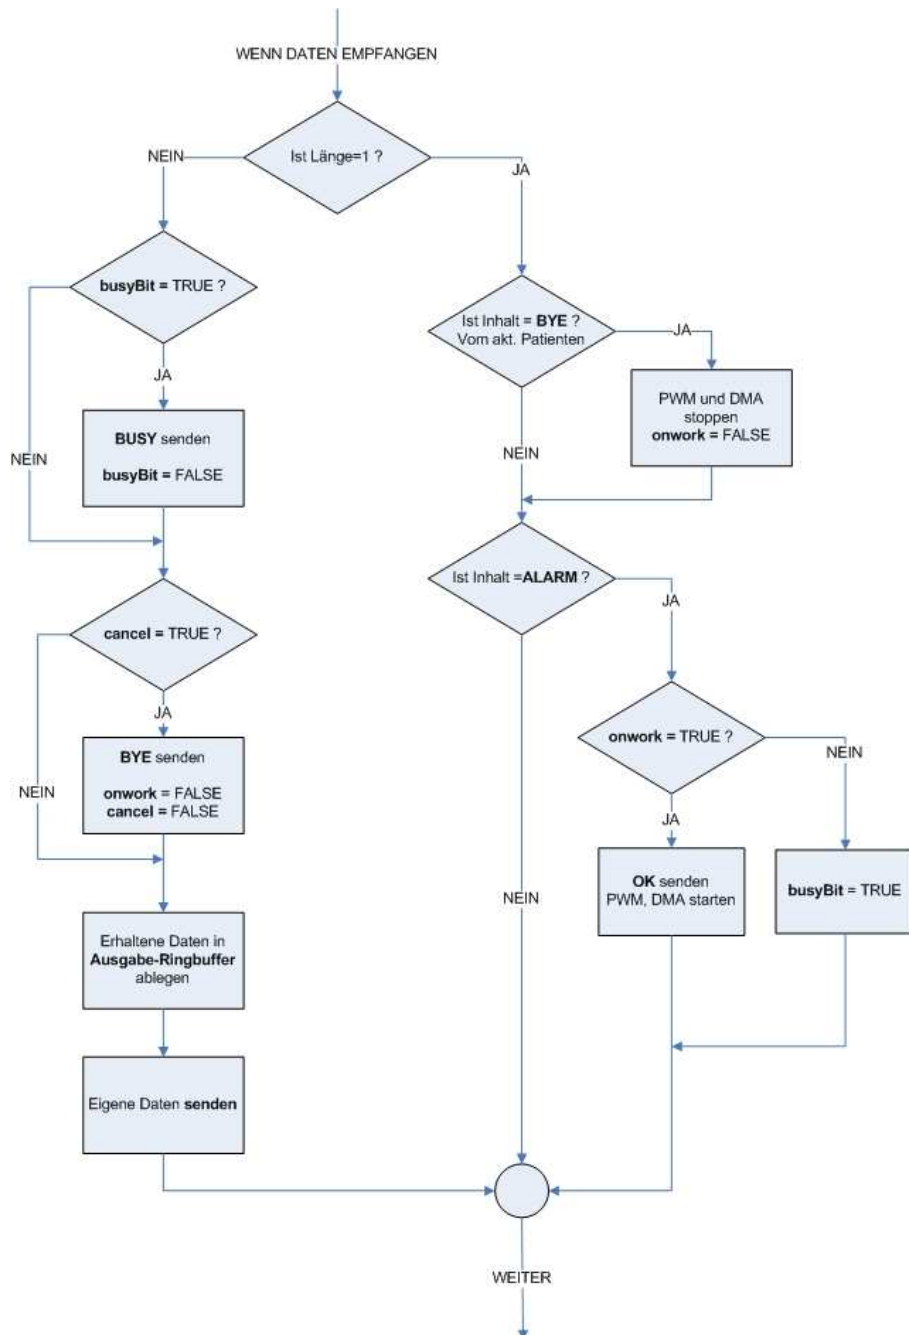 WENN DATEN EMPFANGEN
Ist Länge=1 ?
NEIN
JA
busyBit = TRUE ?
JA
NEIN
BUSY senden
busyBit = FALSE
cancel = TRUE ?
JA
NEIN
BYE senden
onwork = FALSE
cancel = FALSE
Erhaltene Daten in
Ausgabe-Ringbuffer
ablegen
Eigene Daten senden
Ist Inhalt = BYE ?
Vom akt. Patienten
JA
NEIN
PWM und DMA
stoppen
onwork = FALSE
Ist Inhalt =ALARM ?
JA
NEIN
onwork = TRUE ?
NEIN
JA
OK senden
PWM, DMA starten
busyBit = TRUE
WEITER